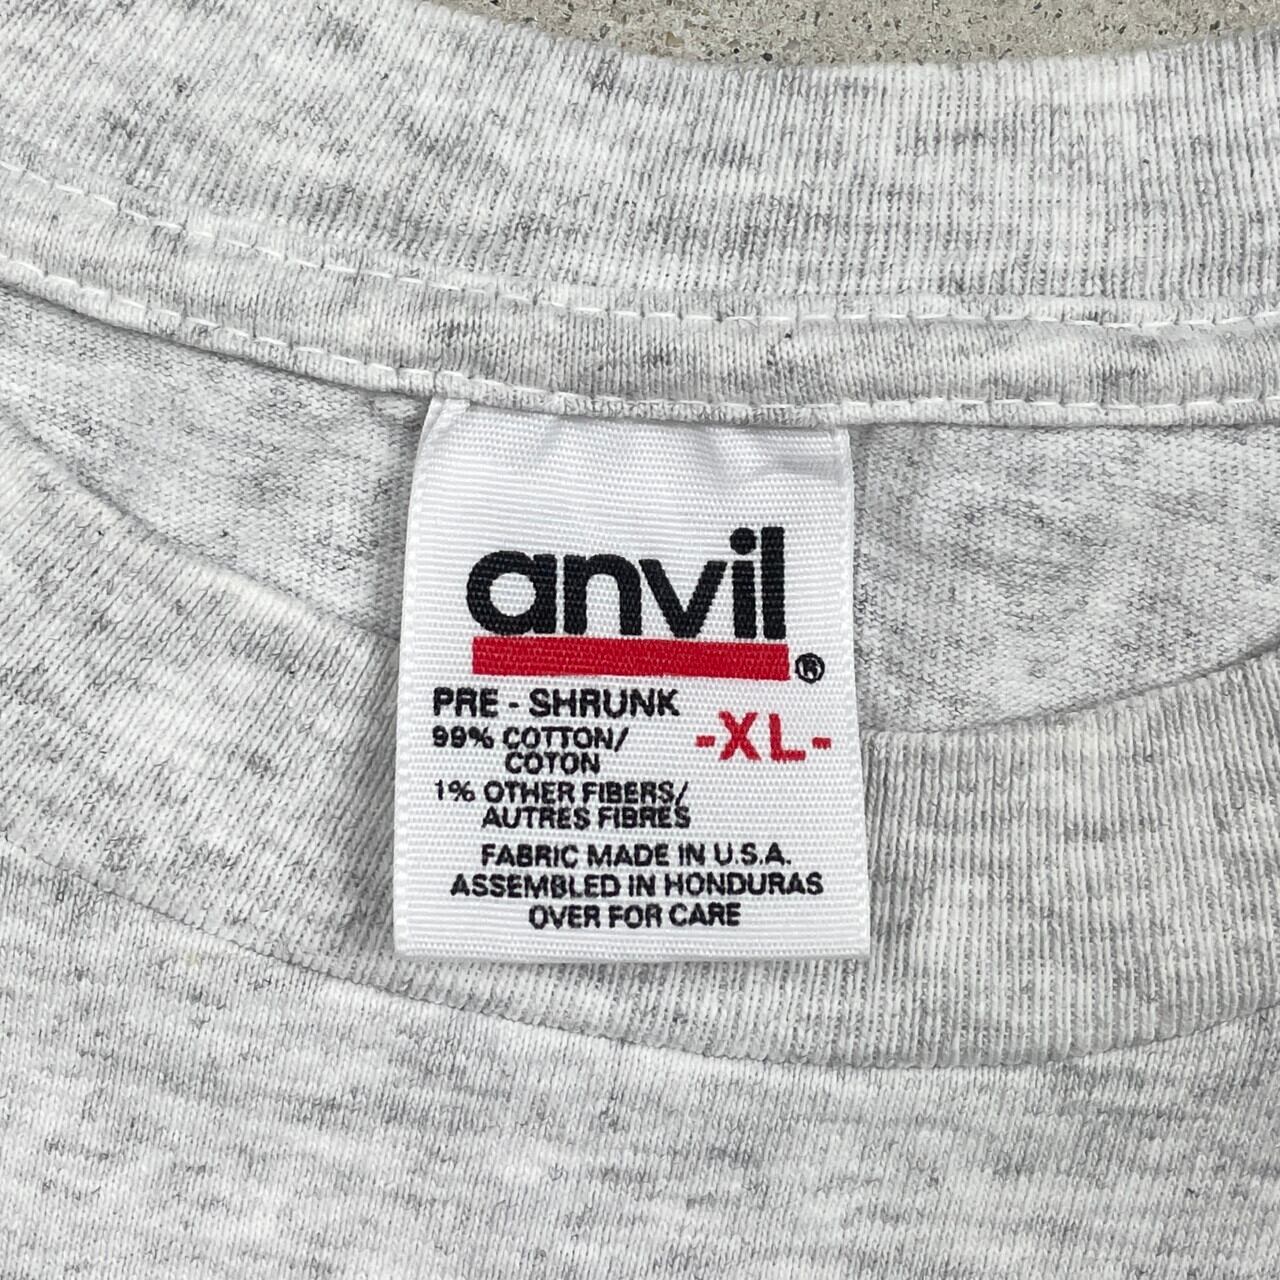 anvil®
PRE - SHRUNK
99% COTTON/
COTON
-XL-
1% OTHER FIBERS/
AUTRES FIBRES
FABRIC MADE IN U.S.A.
ASSEMBLED IN HONDURAS
OVER FOR CARE